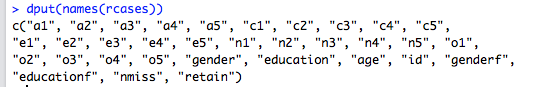 > dput(names(rcases))
c("a1", "a2", "a3", "a4", "a5", "c1", "c2", "c3", "c4", "c5",
"e1", "e2", "e3", "e4", "e5", "n1", "n2", "n3", "n4", "n5", "o1",
"o2", "o3", "o4", "o5", "gender", "education", "age", "id", "genderf",
"educationf", "nmiss", "retain")